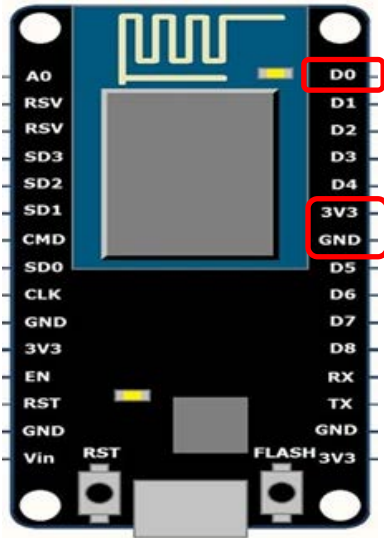 A0 D0
RSV D1
RSV D2
SD3 D3
SD2 D4
SD1 3V3
CMD GND
SD0 D5
CLK D6
GND D7
3V3 D8
EN RX
RST TX
GND GND
Vin RST FLASH 3V3